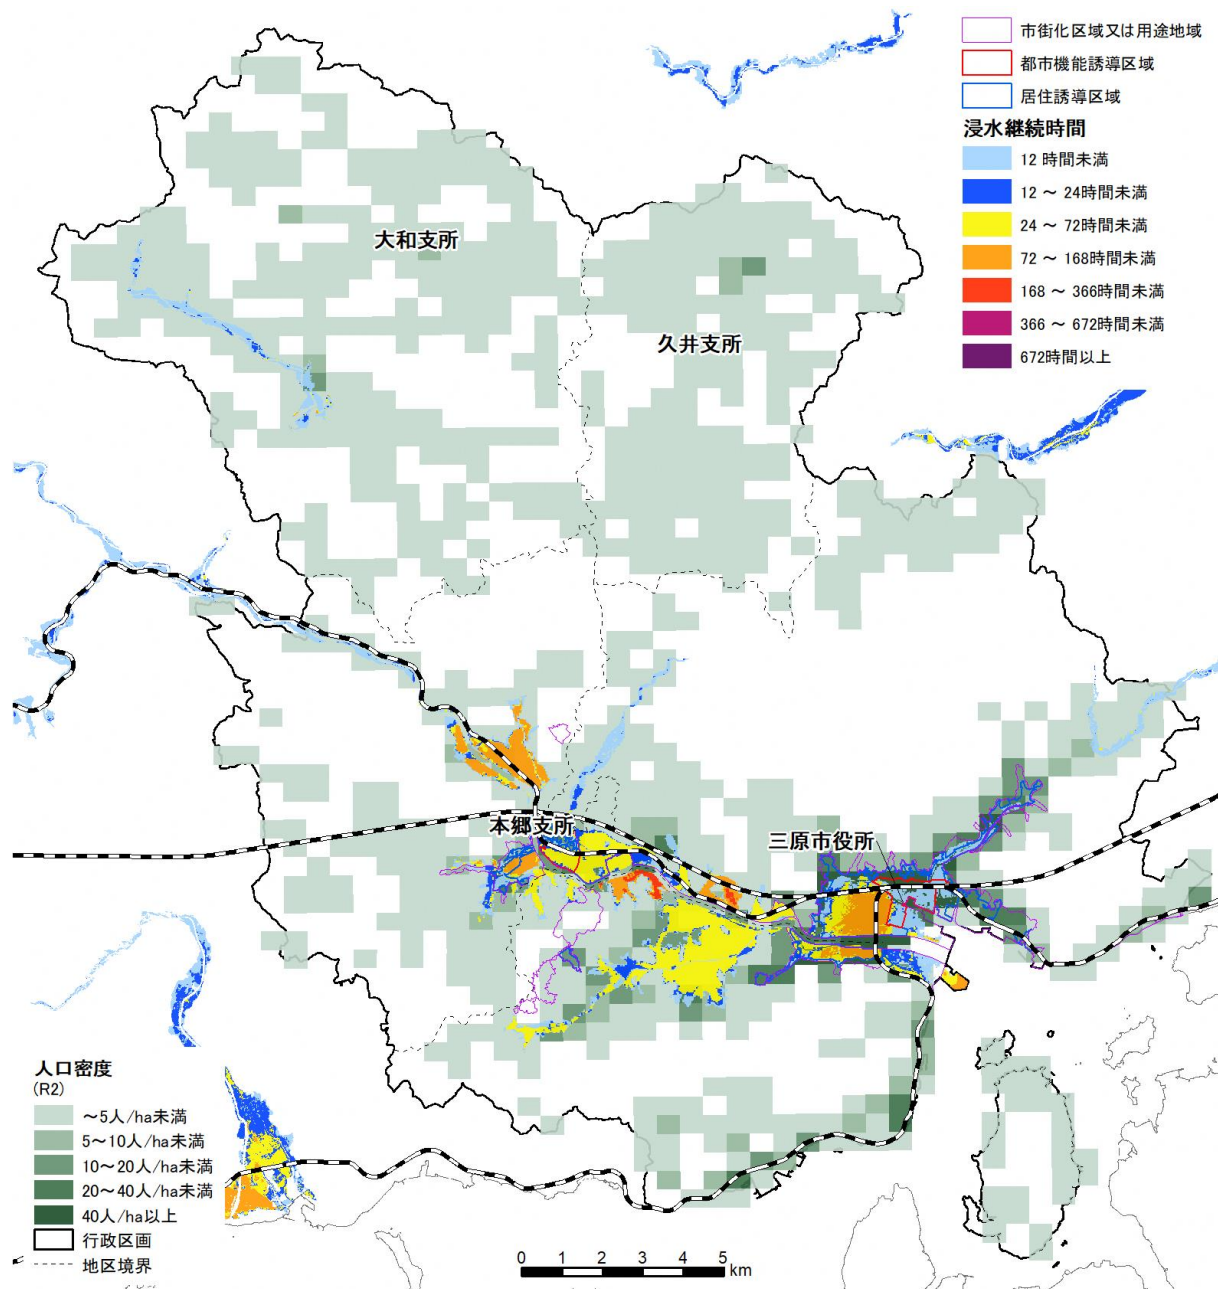 市街化区域又は用途地域
都市機能誘導区域
居住誘導区域
浸水継続時間
12 時間未満
12 ～ 24時間未満
24 ～ 72時間未満
72 ～ 168時間未満
168 ～ 366時間未満
366 ～ 672時間未満
672時間以上
大和支所
久井支所
本郷支所
三原市役所
人口密度
(R2)
～5人/ha未満
5～10人/ha未満
10～20人/ha未満
20～40人/ha未満
40人/ha以上
行政区画
地区境界
0 1 2 3 4 5
km